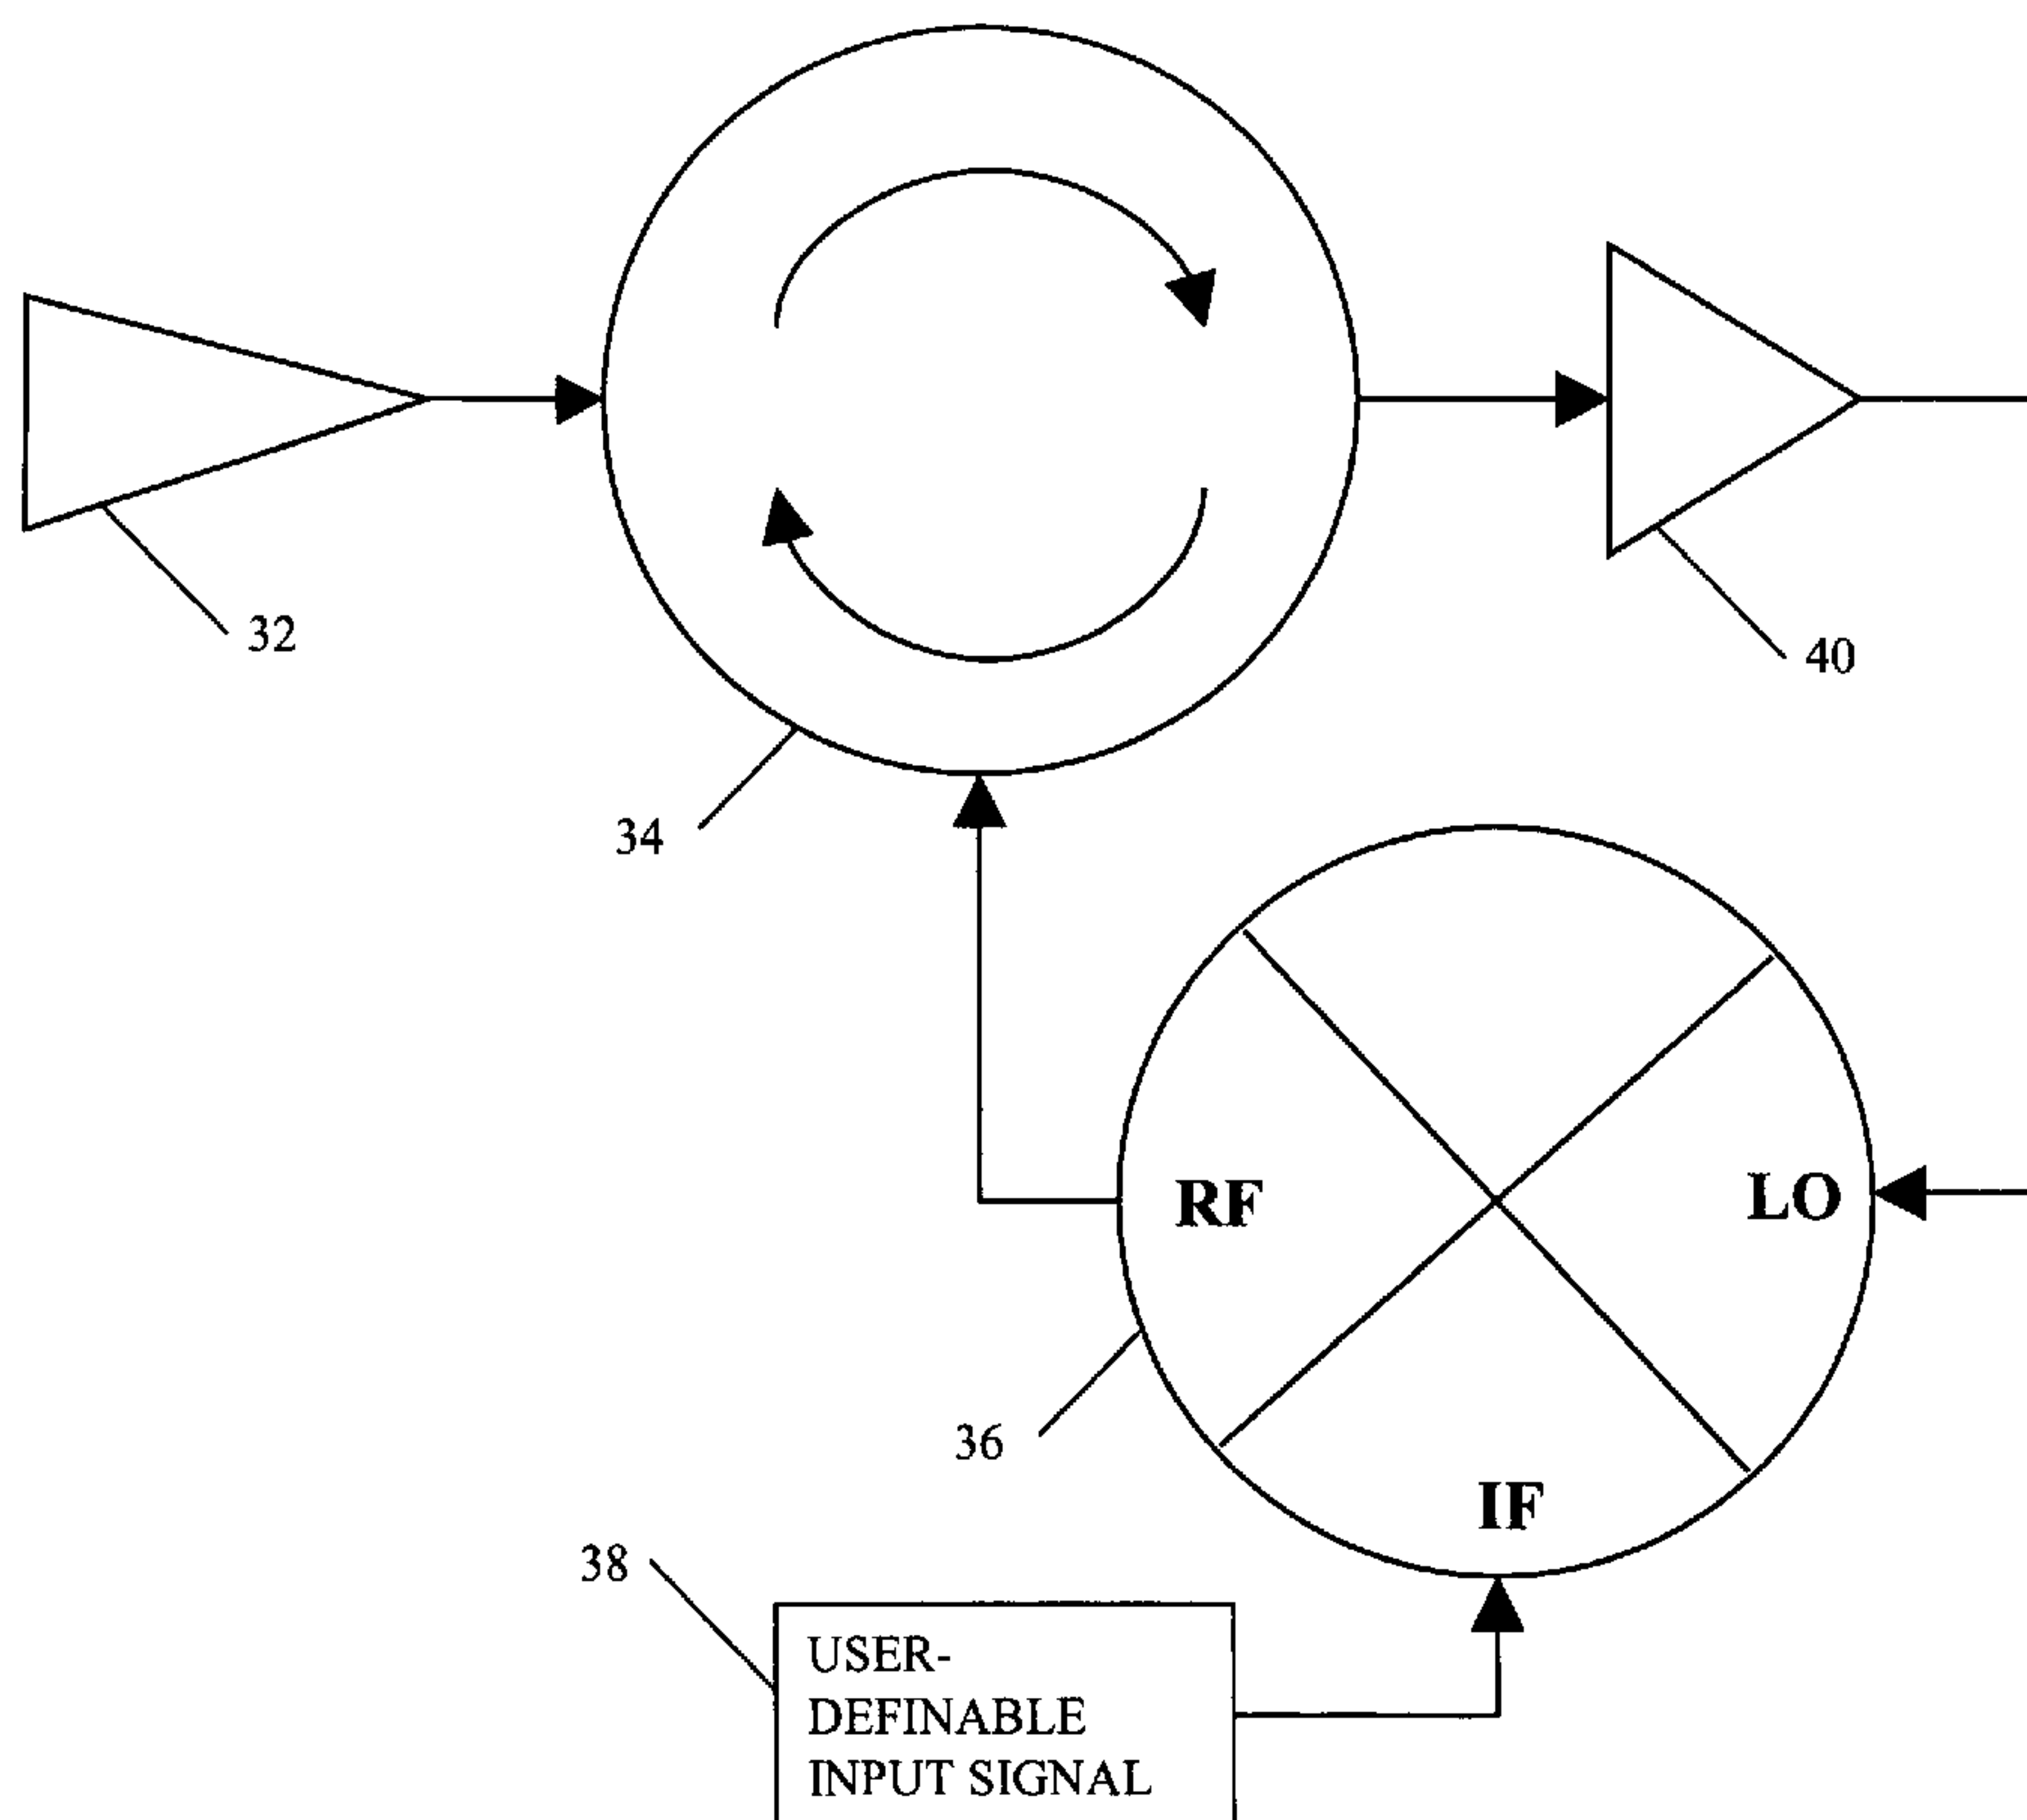 32
40
34
RF
LO
36
IF
38
USER-
DEFINABLE
INPUT SIGNAL